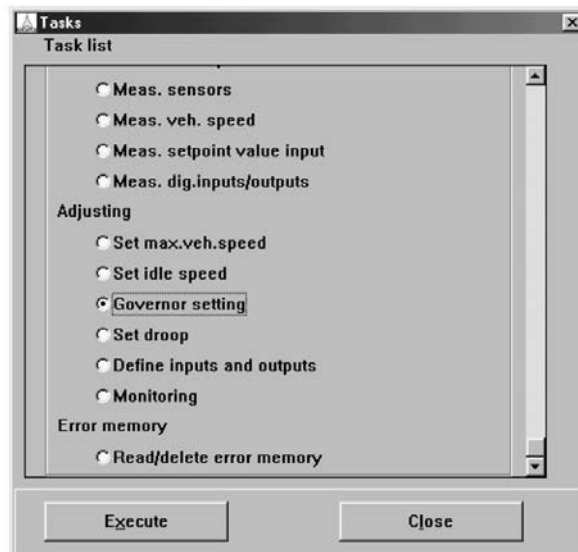 Tasks
Task list
Meas. sensors
Meas. veh. speed
Meas. setpoint value input
Meas. dig.inputs/outputs
Adjusting
Set max.veh.speed
Set idle speed
Governor setting
Set droop
Define inputs and outputs
Monitoring
Error memory
Read/delete error memory
Execute
Close